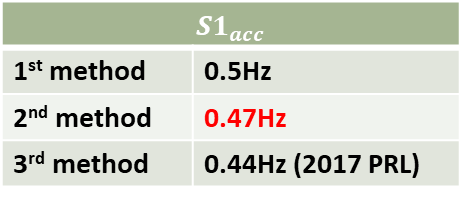 S1acc
1st method 0.5Hz
2nd method 0.47Hz
3rd method 0.44Hz (2017 PRL)